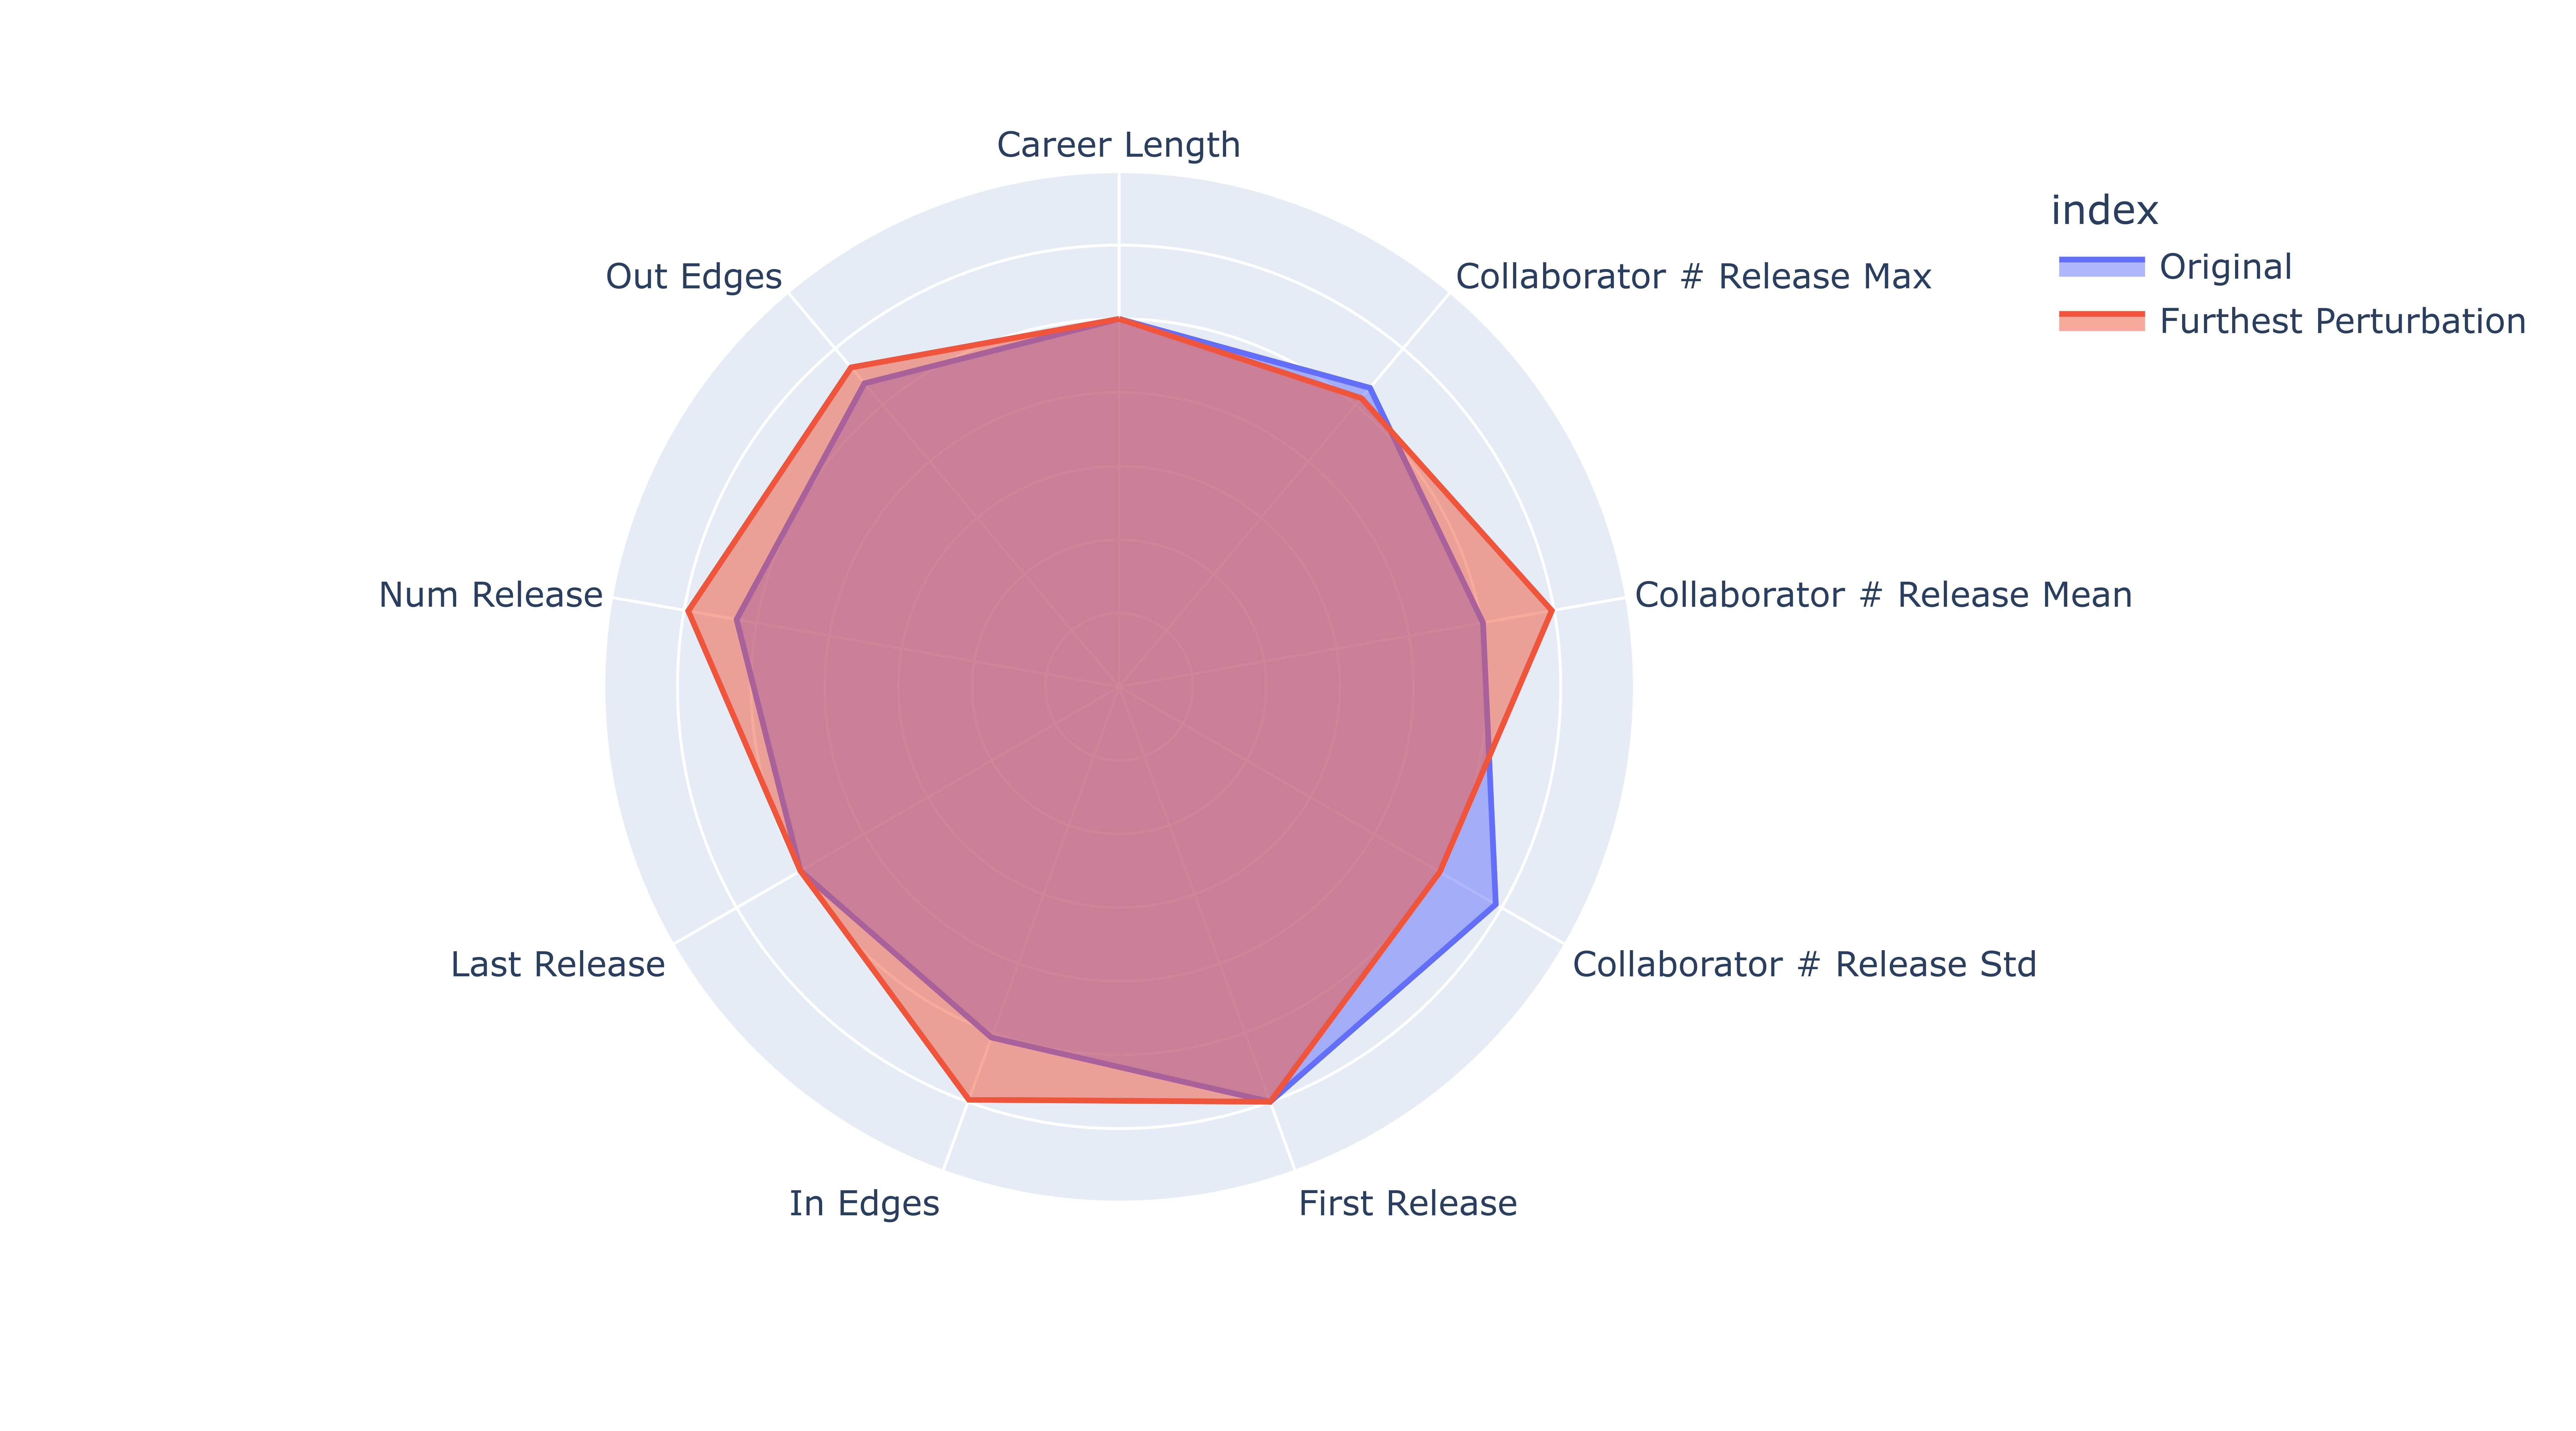 Career Length
Out Edges
Collaborator # Release Max
Num Release
Collaborator # Release Mean
Last Release
Collaborator # Release Std
In Edges
First Release
index
Original
Furthest Perturbation